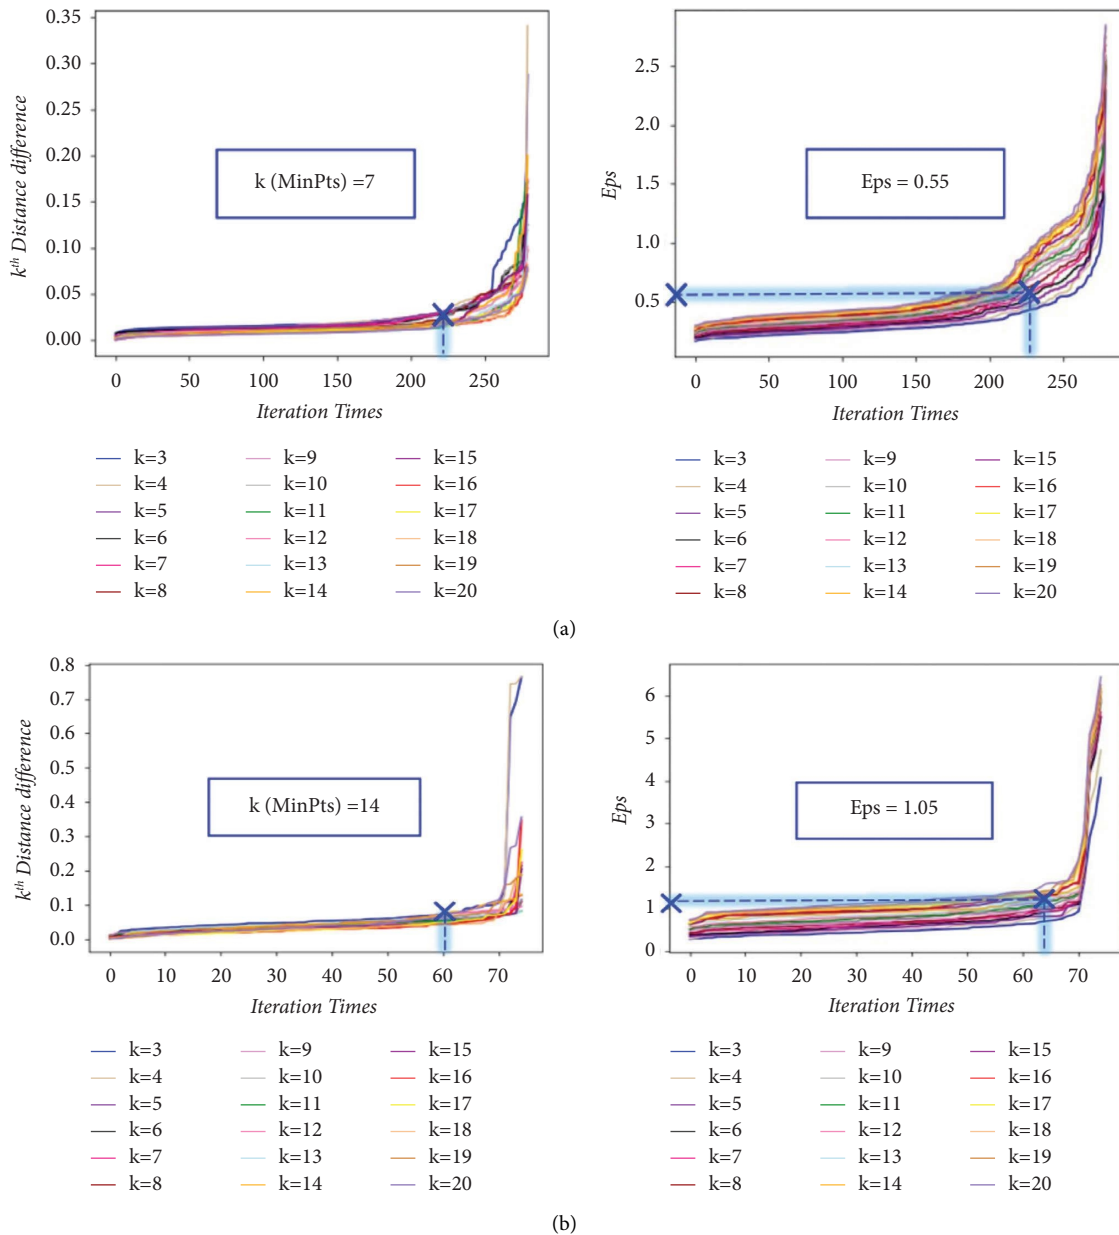 0.35
0.30
0.25
0.20
0.15
0.10
0.05
0.00
kth Distance difference
k (MinPts) =7
0 50 100 150 200 250
Iteration Times
k=3 k=9 k=15
k=4 k=10 k=16
k=5 k=11 k=17
k=6 k=12 k=18
k=7 k=13 k=19
k=8 k=14 k=20
2.5
2.0
1.5
1.0
0.5
Eps
Eps = 0.55
0 50 100 150 200 250
Iteration Times
k=3 k=9 k=15
k=4 k=10 k=16
k=5 k=11 k=17
k=6 k=12 k=18
k=7 k=13 k=19
k=8 k=14 k=20
(a)
0.8
0.7
0.6
0.5
0.4
0.3
0.2
0.1
0.0
kth Distance difference
k (MinPts) =14
0 10 20 30 40 50 60 70
Iteration Times
k=3 k=9 k=15
k=4 k=10 k=16
k=5 k=11 k=17
k=6 k=12 k=18
k=7 k=13 k=19
k=8 k=14 k=20
6
5
4
3
2
1
0
Eps
Eps = 1.05
0 10 20 30 40 50 60 70
Iteration Times
k=3 k=9 k=15
k=4 k=10 k=16
k=5 k=11 k=17
k=6 k=12 k=18
k=7 k=13 k=19
k=8 k=14 k=20
(b)